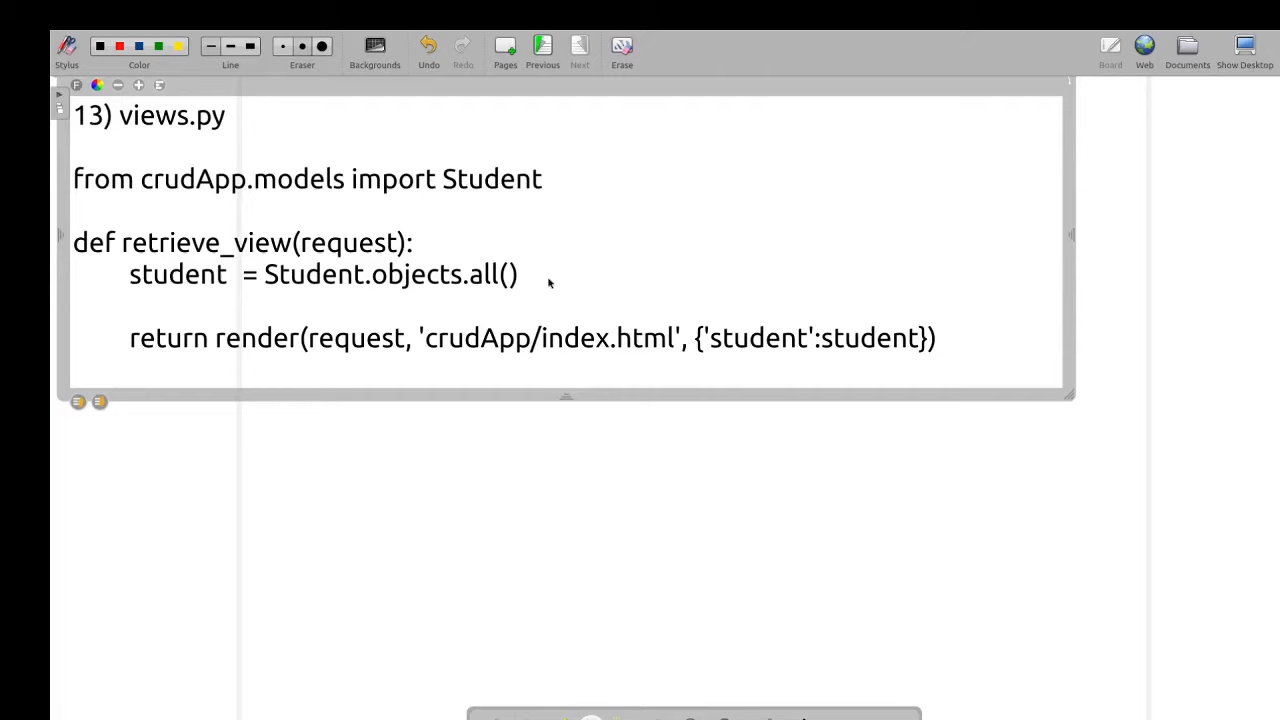 Stylus
Color
Line
Eraser
Backgrounds
Undo
Redo
Pages
Previous
Next
Erase
Board
Web
Documents
Show Desktop
13) views.py
from crudApp.models import Student
def retrieve_view(request):
student = Student.objects.all()
return render(request, 'crudApp/index.html', {'student':student})